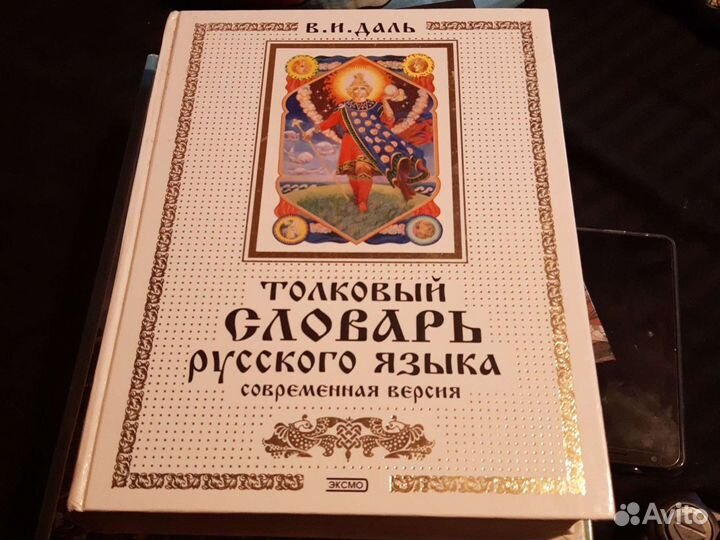 В.И.ДАЛЬ
ТОЛКОВЫЙ
СЛОВАРЬ
РУССКОГО ЯЗЫКА
СОВРЕМЕННАЯ ВЕРСИЯ
ЭКСМО
Avito